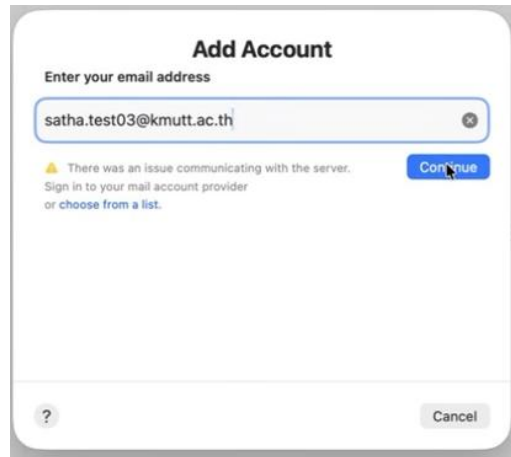 Add Account
Enter your email address
satha.test03@kmutt.ac.th
There was an issue communicating with the server.
Continue
Sign in to your mail account provider
or choose from a list.
?
Cancel